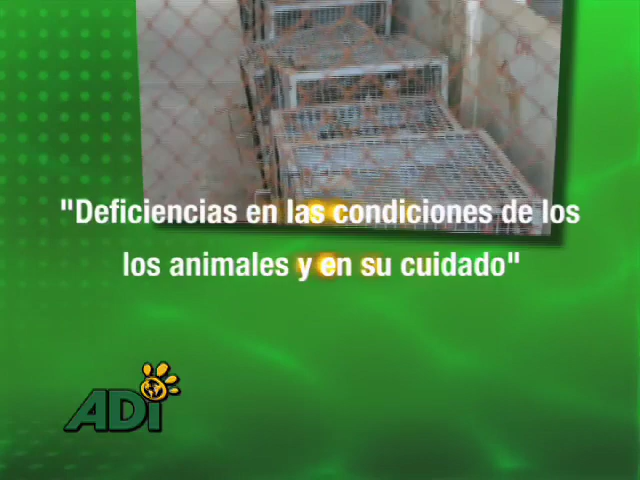 "Deficiencias en las condiciones de los
los animales y en su cuidado"
ADi